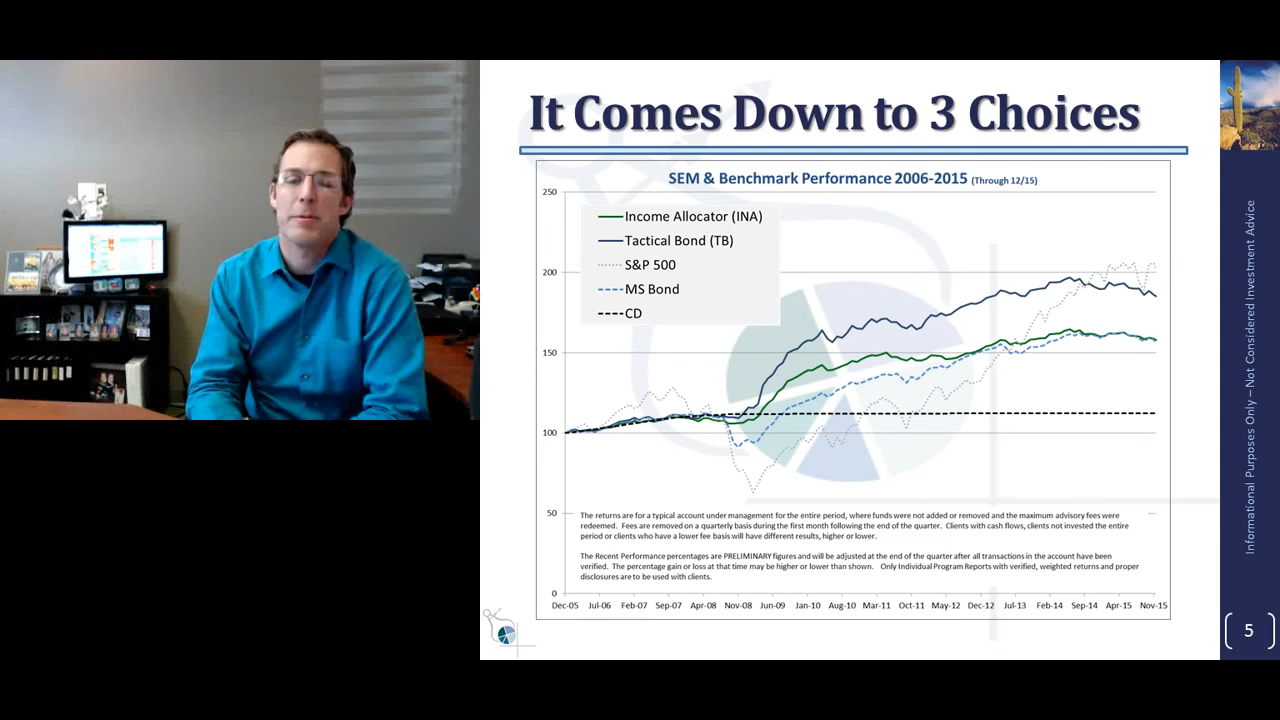 It Comes Down to 3 Choices
SEM & Benchmark Performance 2006-2015 (Through 12/15)
250
200
150
100
50
0
Income Allocator (INA)
Tactical Bond (TB)
S&P 500
MS Bond
CD
The returns are for a typical account under management for the entire period, where funds were not added or removed and the maximum advisory fees were
redeemed. Fees are removed on a quarterly basis during the first month following the end of the quarter. Clients with cash flows, clients not invested the entire
period or clients who have a lower fee basis will have different results, higher or lower.
The Recent Performance percentages are PRELIMINARY figures and will be adjusted at the end of the quarter after all transactions in the account have been
verified. The percentage gain or loss at that time may be higher or lower than shown. Only Individual Program Reports with verified, weighted returns and proper
disclosures are to be used with clients.
Dec-05 Jul-06 Feb-07 Sep-07 Apr-08 Nov-08 Jun-09 Jan-10 Aug-10 Mar-11 Oct-11 May-12 Dec-12 Jul-13 Feb-14 Sep-14 Apr-15 Nov-15
Informational Purposes Only – Not Considered Investment Advice
5